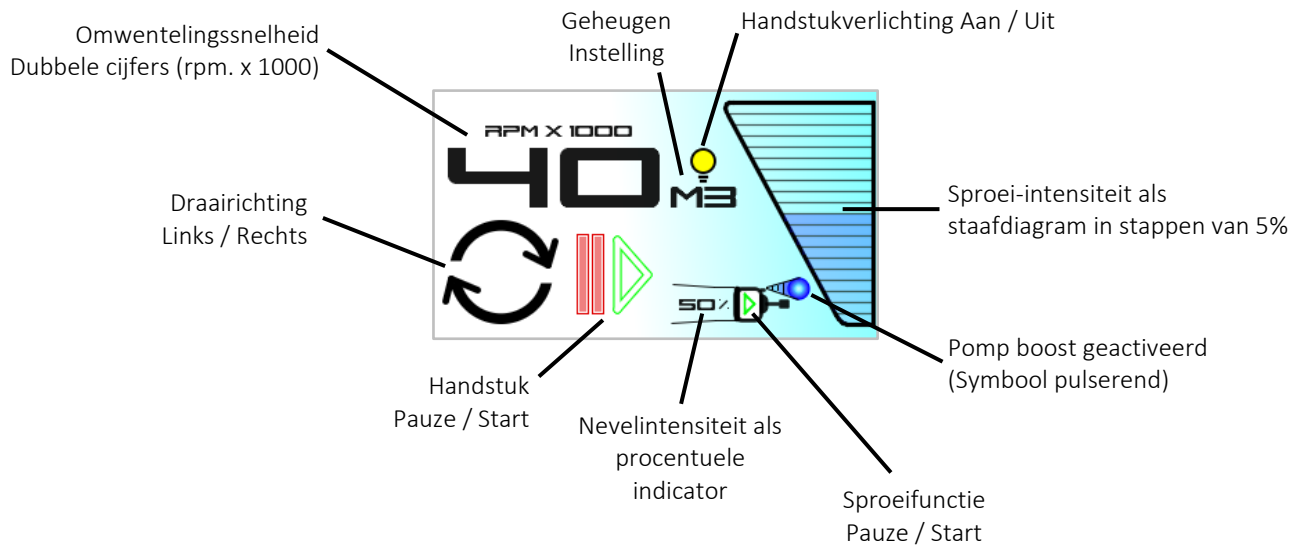 Omwentelingssnelheid
Dubbele cijfers (rpm. x 1000)
Geheugen
Instelling
Handstukverlichting Aan / Uit
RPM X 1000
40
M3
Draairichting
Links / Rechts
Sproei-intensiteit als
staafdiagram in stappen van 5%
50%
Pomp boost geactiveerd
(Symbool pulserend)
Handstuk
Pauze / Start
Nevelintensiteit als
procentuele
indicator
Sproeifunctie
Pauze / Start